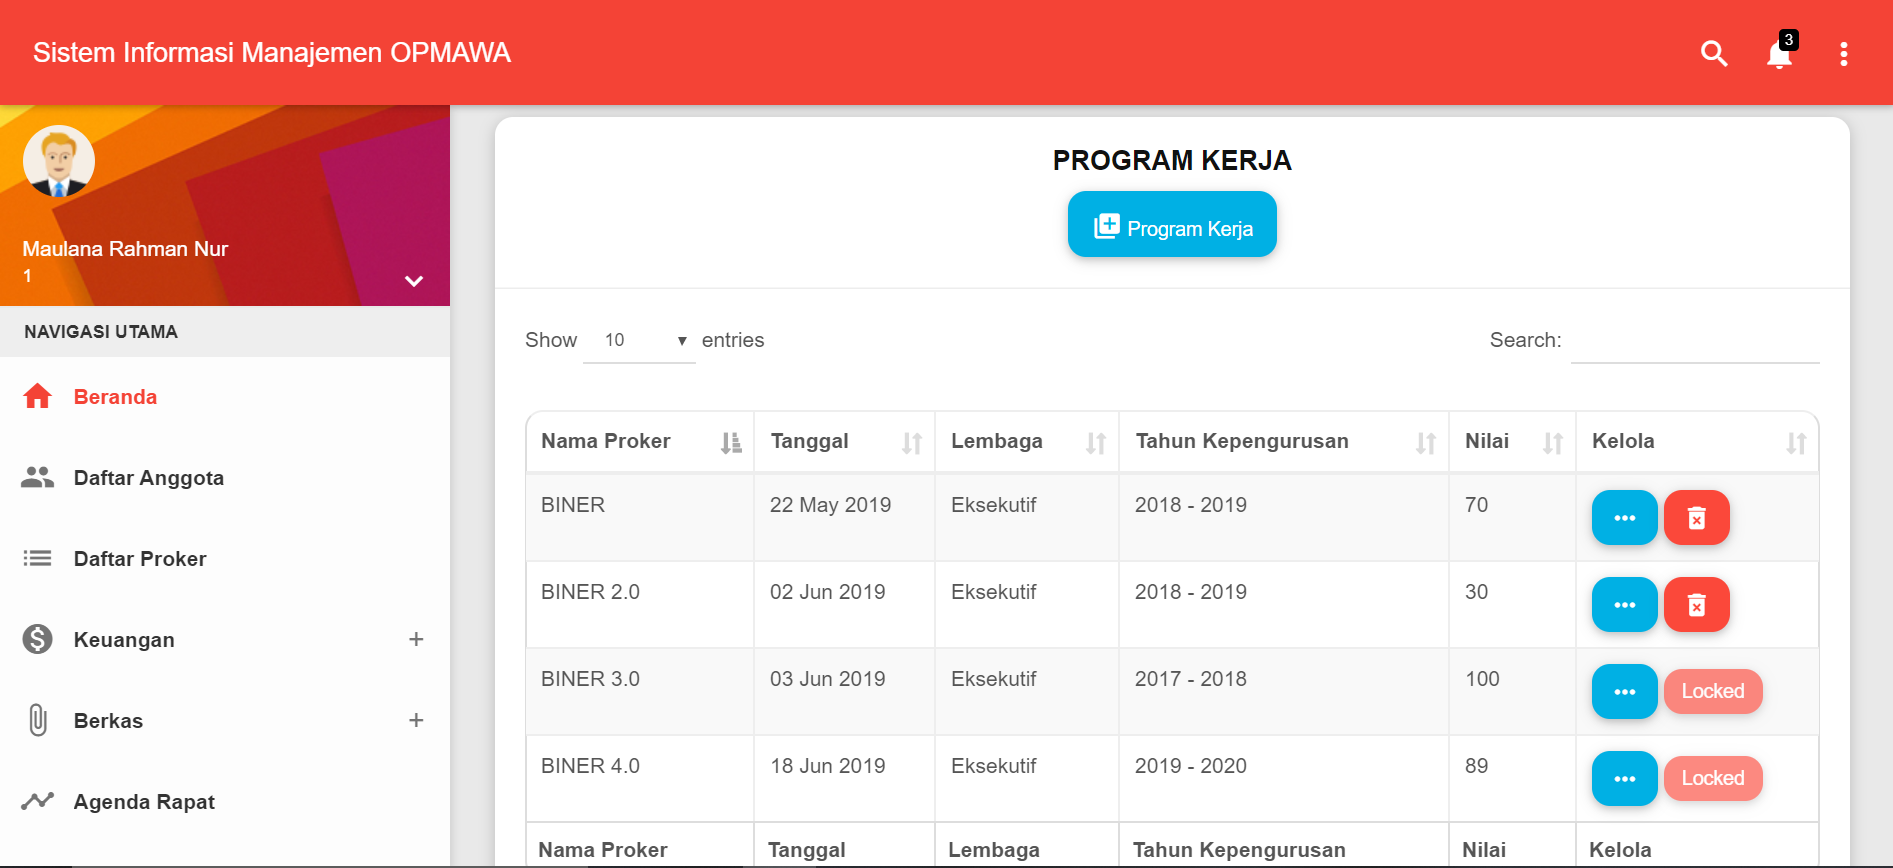 Sistem Informasi Manajemen OPMAWA
3
Maulana Rahman Nur
1
NAVIGASI UTAMA
Beranda
Daftar Anggota
Daftar Proker
Keuangan +
Berkas +
Agenda Rapat
PROGRAM KERJA
Program Kerja
Show 10 entries
Search:
Nama Proker Tanggal Lembaga Tahun Kepengurusan Nilai Kelola
BINER 22 May 2019 Eksekutif 2018 - 2019 70
BINER 2.0 02 Jun 2019 Eksekutif 2018 - 2019 30
BINER 3.0 03 Jun 2019 Eksekutif 2017 - 2018 100 Locked
BINER 4.0 18 Jun 2019 Eksekutif 2019 - 2020 89 Locked
Nama Proker Tanggal Lembaga Tahun Kepengurusan Nilai Kelola